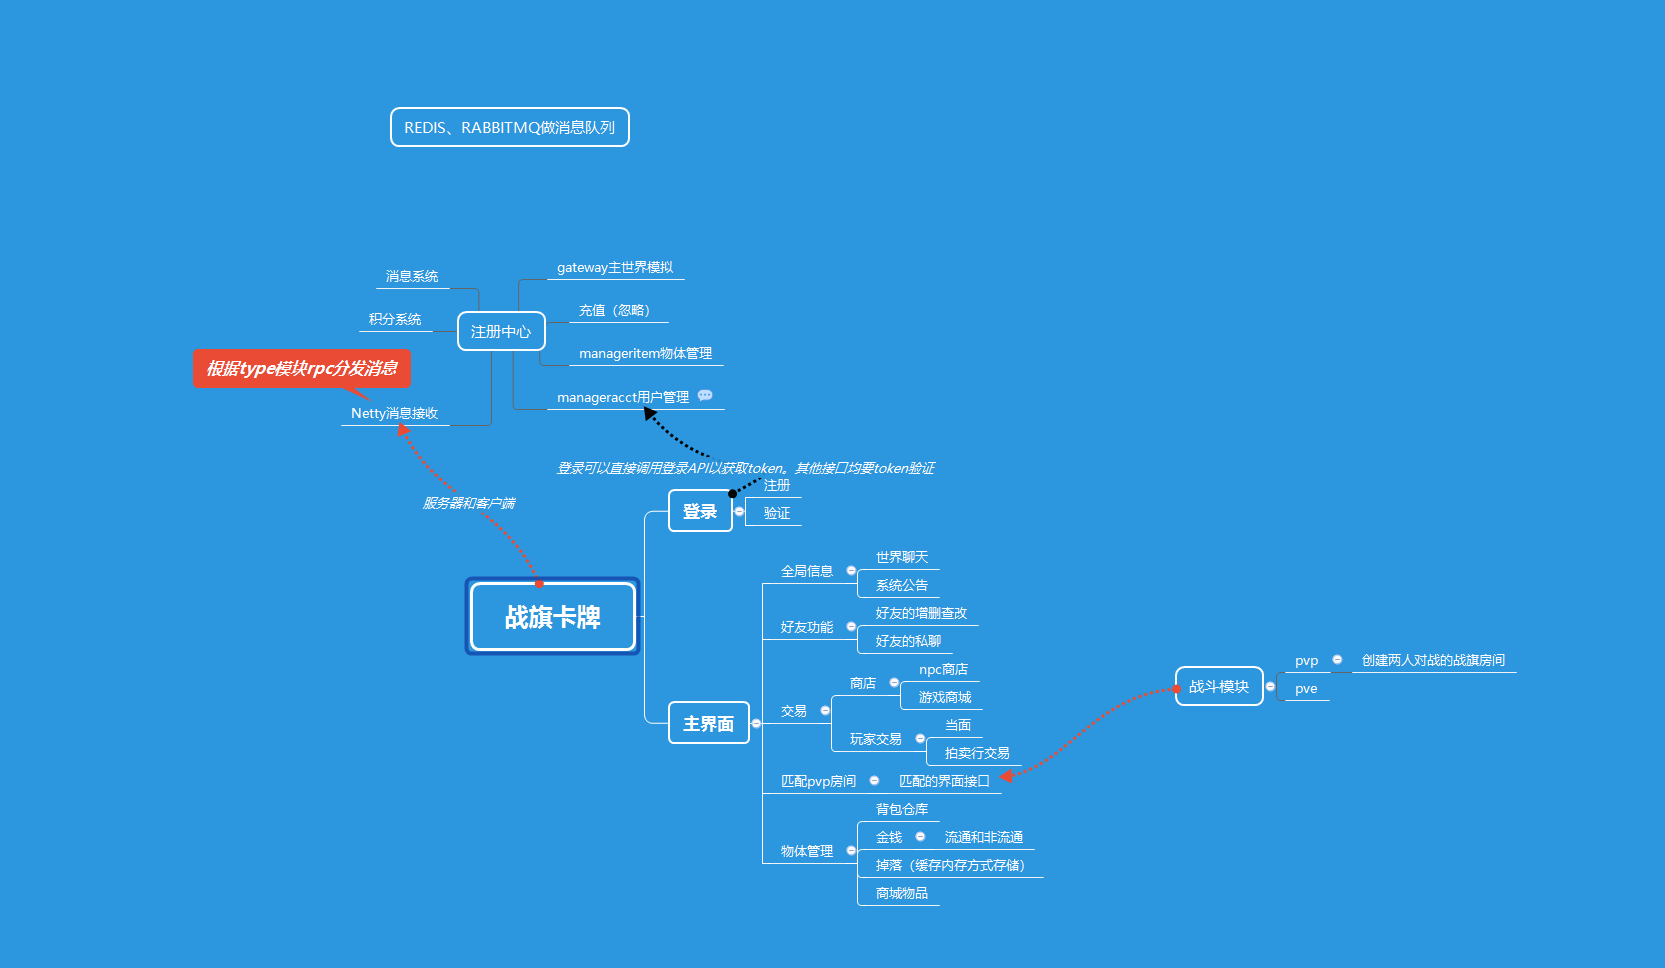 REDIS、RABBITMQ做消息队列
消息系统
积分系统
根据type模块rpc分发消息
Netty消息接收
注册中心
gateway主世界模拟
充值（忽略）
manageritem物体管理
manageracct用户管理
登录可以直接调用登录API以获取token。其他接口均要token验证
服务器和客户端
战旗卡牌
登录
注册
验证
主界面
全局信息
世界聊天
系统公告
好友功能
好友的增删查改
好友的私聊
交易
商店
npc商店
游戏商城
玩家交易
当面
拍卖行交易
匹配pvp房间
匹配的界面接口
物体管理
背包仓库
金钱
流通和非流通
掉落（缓存内存方式存储）
商城物品
战斗模块
pvp
创建两人对战的战旗房间
pve